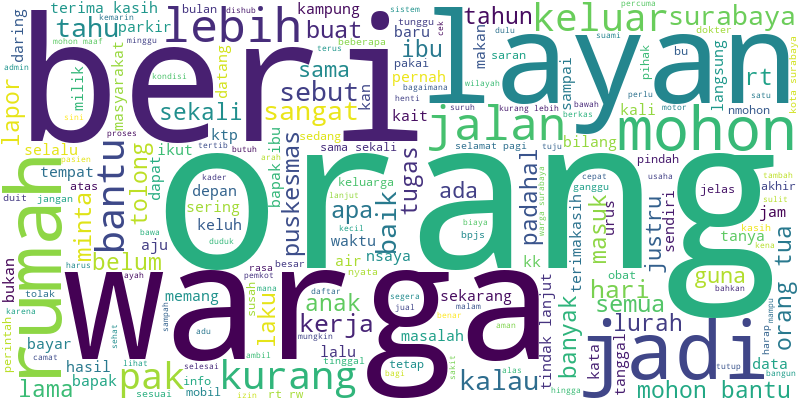 beri
layan
orang
warga
rumah
jadi
mohon
jalan
lebih
keluar
surabaya
kurang
pak
bantu
tahu
terima kasih
kampung
parkir
buat
ibu
tahun
baru
rt
sama
sebut
sangat
sekali
lapor
milik
masyarakat
datang
daring
admin
kemarin
dishub
bulan
sistem
percuma
mohon maaf
minggu
terus
beberapa
tunggu
cek
dulu
suami
dokter
bu
makan
saran
pihak
langsung
kota surabaya
satu
pakai
pernah
bagaimana
wilayah
perlu
sampai
kondisi
sini
proses
kan
henti
suruh
kurang lebih
bawah
berkas
motor
kali
nmohon
selalu
ktp
tertib
butuh
sedang
kait
tugas
padahal
bilang
pindah
ikut
arah
sama sekali
selamat pagi
tuju
tempat
atas
pasien
tolong
dapat
bapak ibu
puskesmas
kader
depan
sering
keluh
keluarga
lanjut
apa
baik
ada
masuk
urus
terimakasih
cepat
ganggu
usaha
justru
sendiri
jelas
akhir
tambah
sulit
jam
duit
jangan
minta
bukan
aju
duduk
waktu
kecil
biaya
bpjs
warga surabaya
tanya
kasih
kena
tua
belum
bawa
rasa
besar
air
nyata
nsaya
kk
obat
guna
bahkan
tolak
harus
ayah
memang
pemkot
mana
susah
daftar
segera
jual
sekarang
malam
hari
semua
harap
mampu
orang
karena
sampah
laku
anak
kerja
benar
masalah
aman
tindak lanjut
banyak
lurah
kata
tanggal
tutup
data
bangun
perintah
camat
bayar
sehat
adu
mungkin
lalu
lihat
selesai
ambil
tinggal
tetap
bagi
sakit
alas
hingga
lama
hasil
bapak
info
mobil
sesuai
izin
rt rw
kalau
mohon bantu